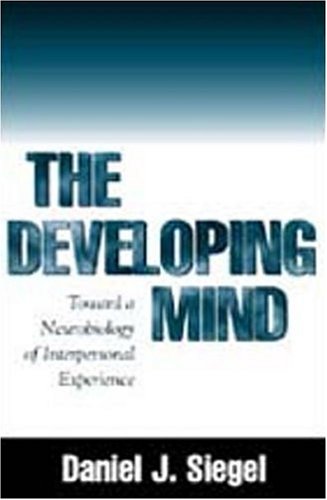 THE
DEVELOPING
MIND
Toward a
Neurobiology
of Interpersonal
Experience
Daniel J. Siegel